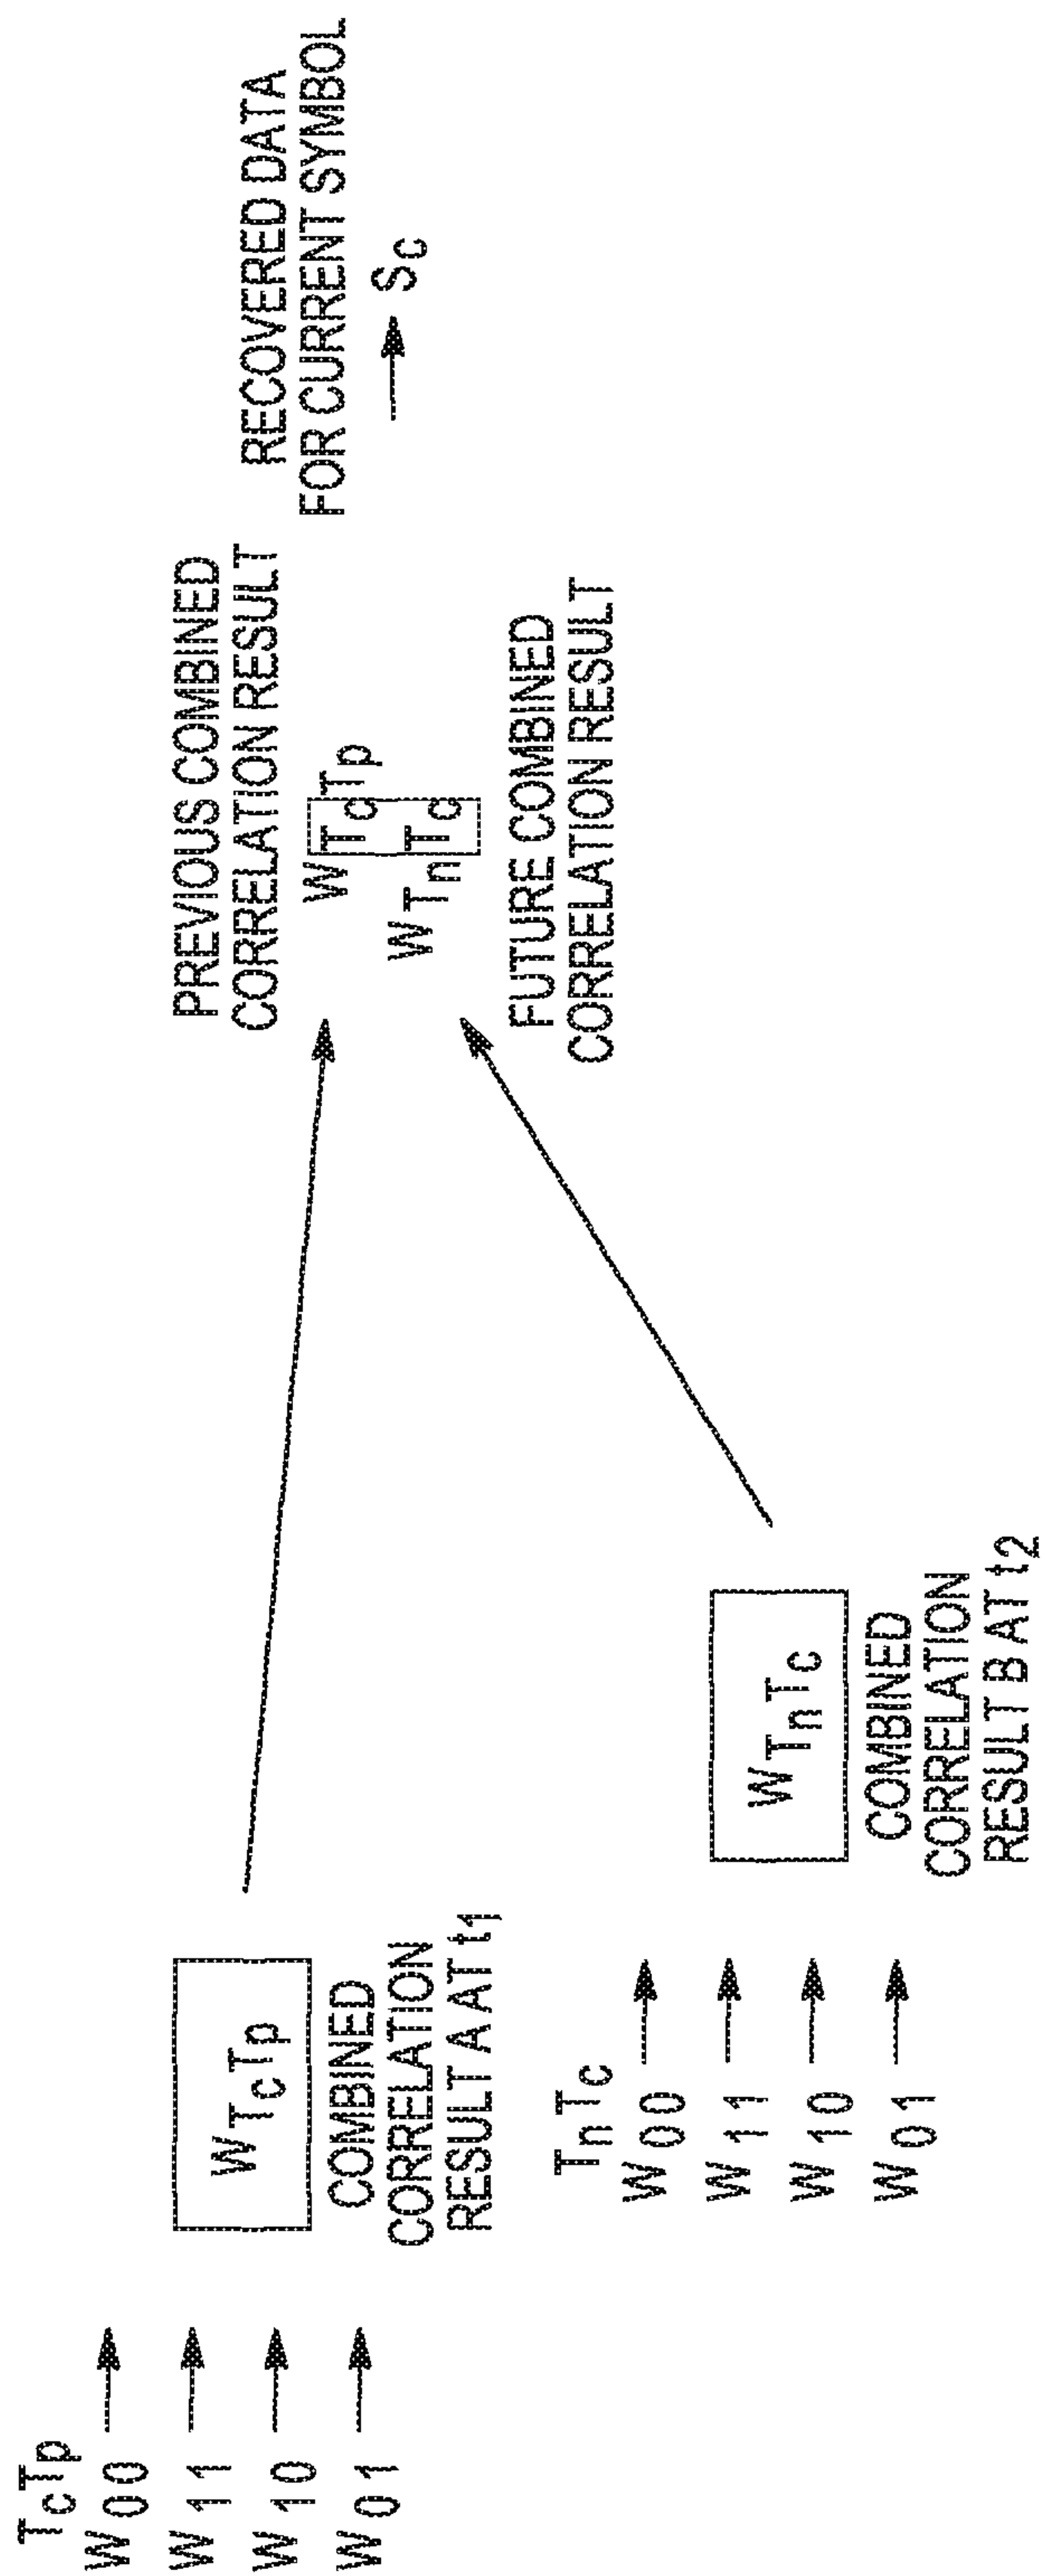 TcTp
W00
W11
W10
W01
WTcTp
COMBINED
CORRELATION
RESULT A AT t1
TnTc
W00
W11
W10
W01
WTnTc
COMBINED
CORRELATION
RESULT B AT t2
PREVIOUS COMBINED
CORRELATION RESULT
WTcTp
WTnTc
FUTURE COMBINED
CORRELATION RESULT
RECOVERED DATA
FOR CURRENT SYMBOL
Sc